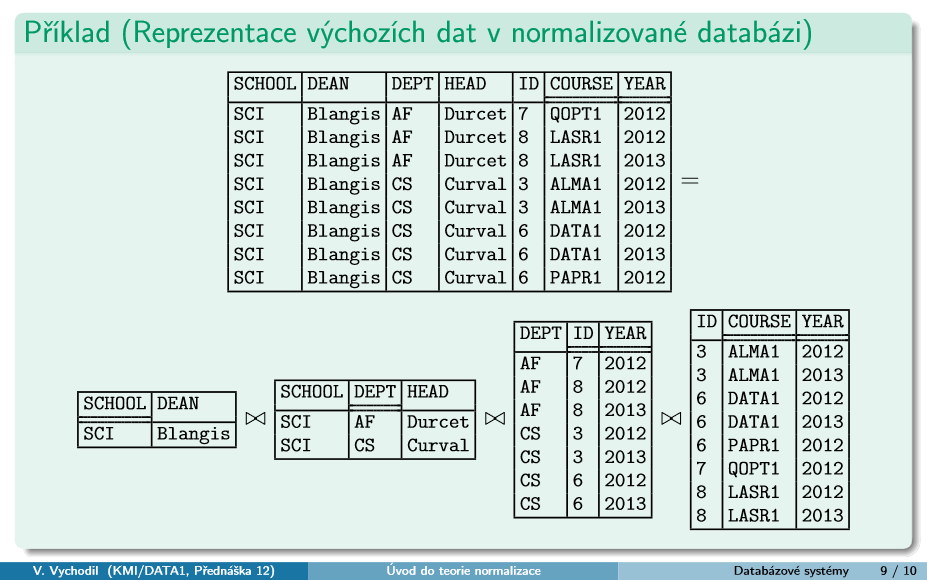 Příklad (Reprezentace výchozích dat v normalizované databázi)
SCHOOL DEAN DEPT HEAD ID COURSE YEAR
SCI Blangis AF Durcet 7 QOPT1 2012
SCI Blangis AF Durcet 8 LASR1 2012
SCI Blangis AF Durcet 8 LASR1 2013
SCI Blangis CS Curval 3 ALMA1 2012
SCI Blangis CS Curval 3 ALMA1 2013
SCI Blangis CS Curval 6 DATA1 2012
SCI Blangis CS Curval 6 DATA1 2013
SCI Blangis CS Curval 6 PAPR1 2012
=
SCHOOL DEAN
SCI Blangis
⋈
SCHOOL DEPT HEAD
SCI AF Durcet
SCI CS Curval
⋈
DEPT ID YEAR
AF 7 2012
AF 8 2012
AF 8 2013
CS 3 2012
CS 3 2013
CS 6 2012
CS 6 2013
⋈
ID COURSE YEAR
3 ALMA1 2012
3 ALMA1 2013
6 DATA1 2012
6 DATA1 2013
6 PAPR1 2012
7 QOPT1 2012
8 LASR1 2012
8 LASR1 2013
V. Vychodil (KMI/DATA1, Přednáška 12) Úvod do teorie normalizace Databázové systémy 9 / 10